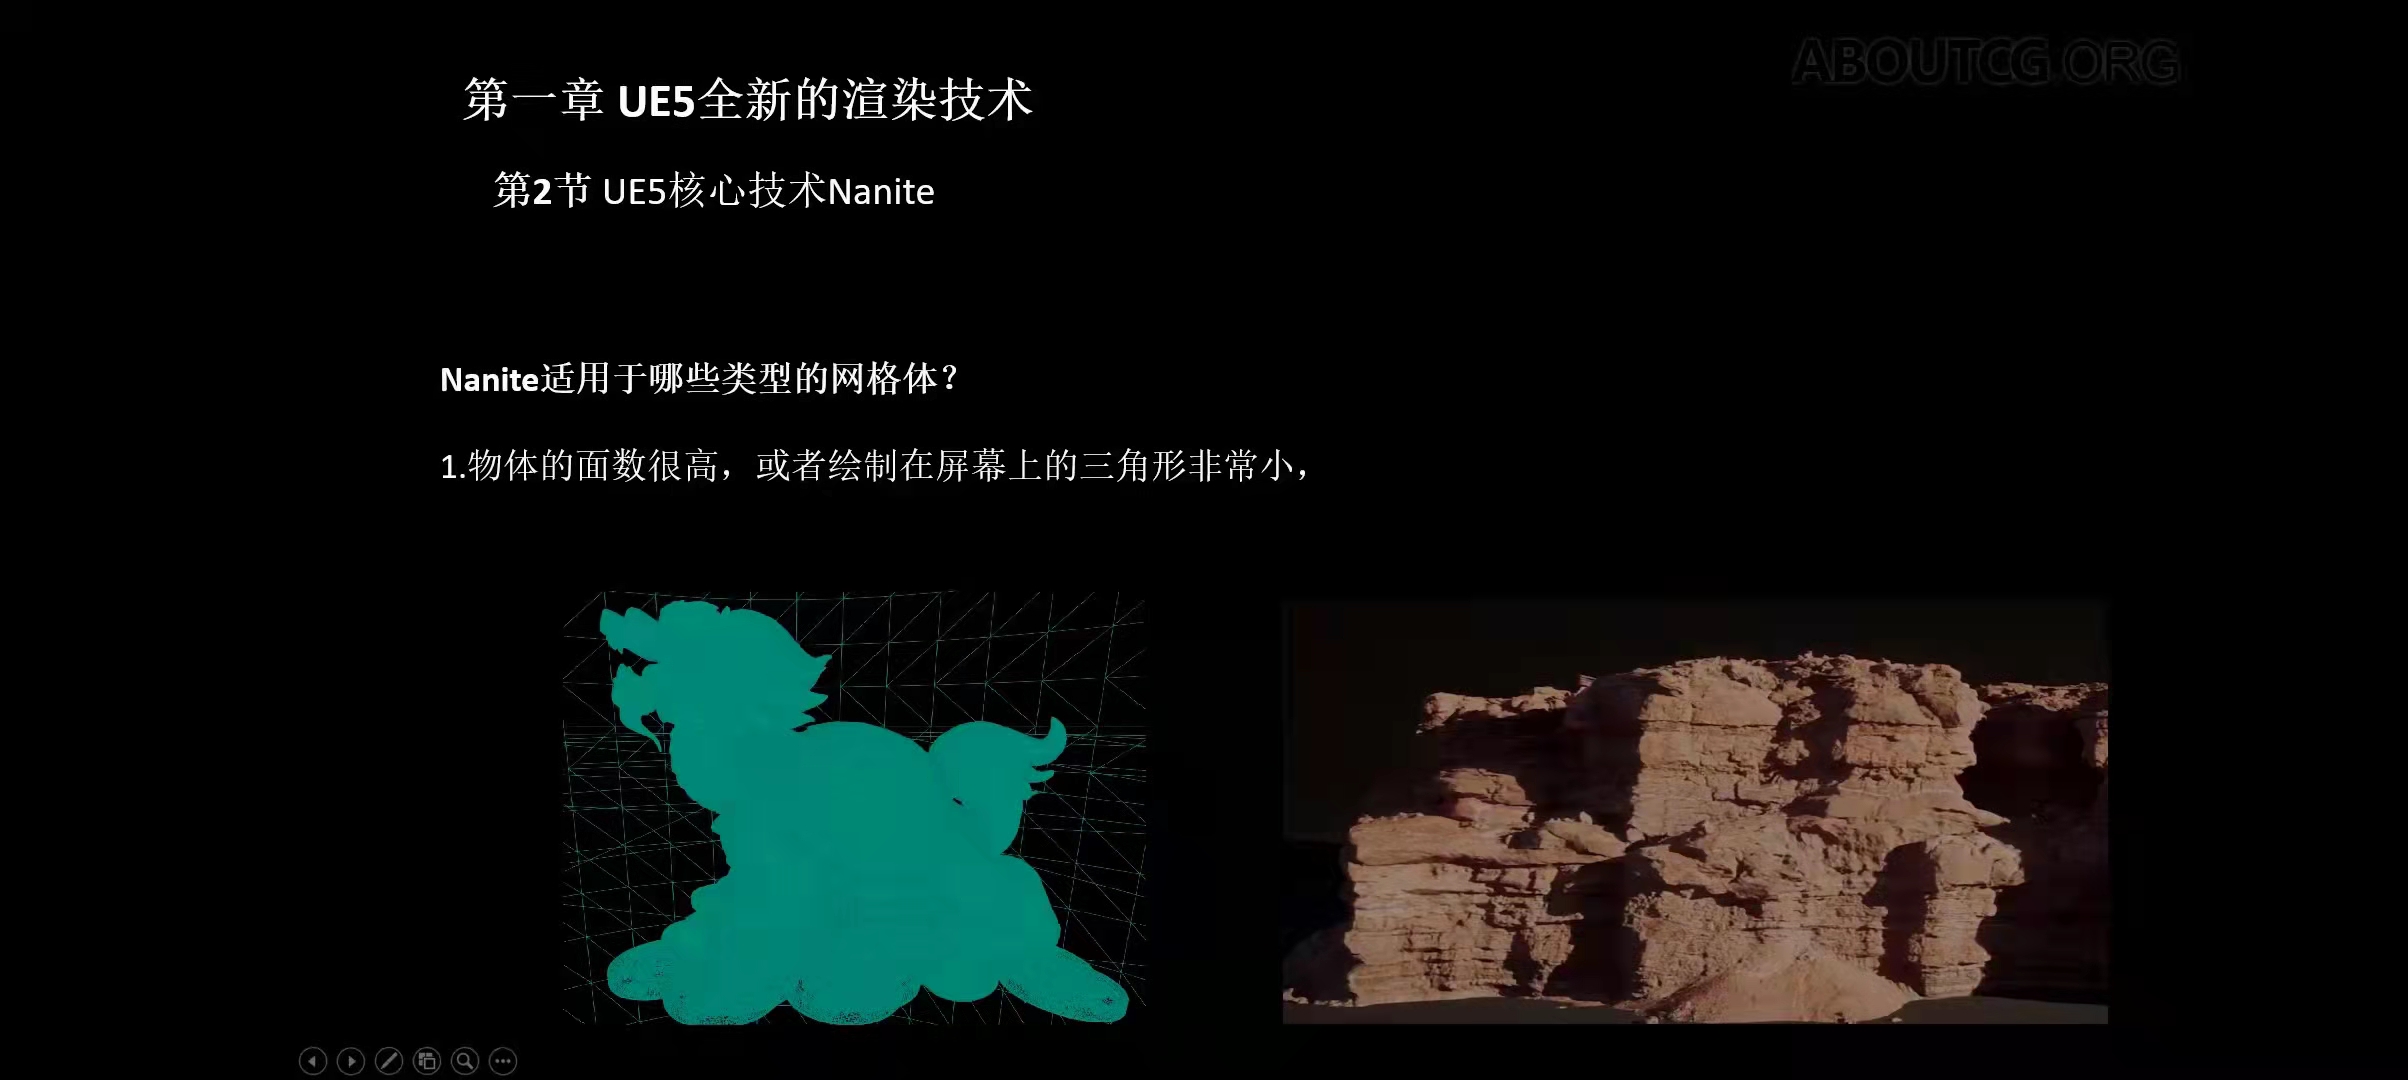 ABOUTCG.ORG
第一章 UE5全新的渲染技术
第2节 UE5核心技术Nanite
Nanite适用于哪些类型的网格体？
1.物体的面数很高，或者绘制在屏幕上的三角形非常小，